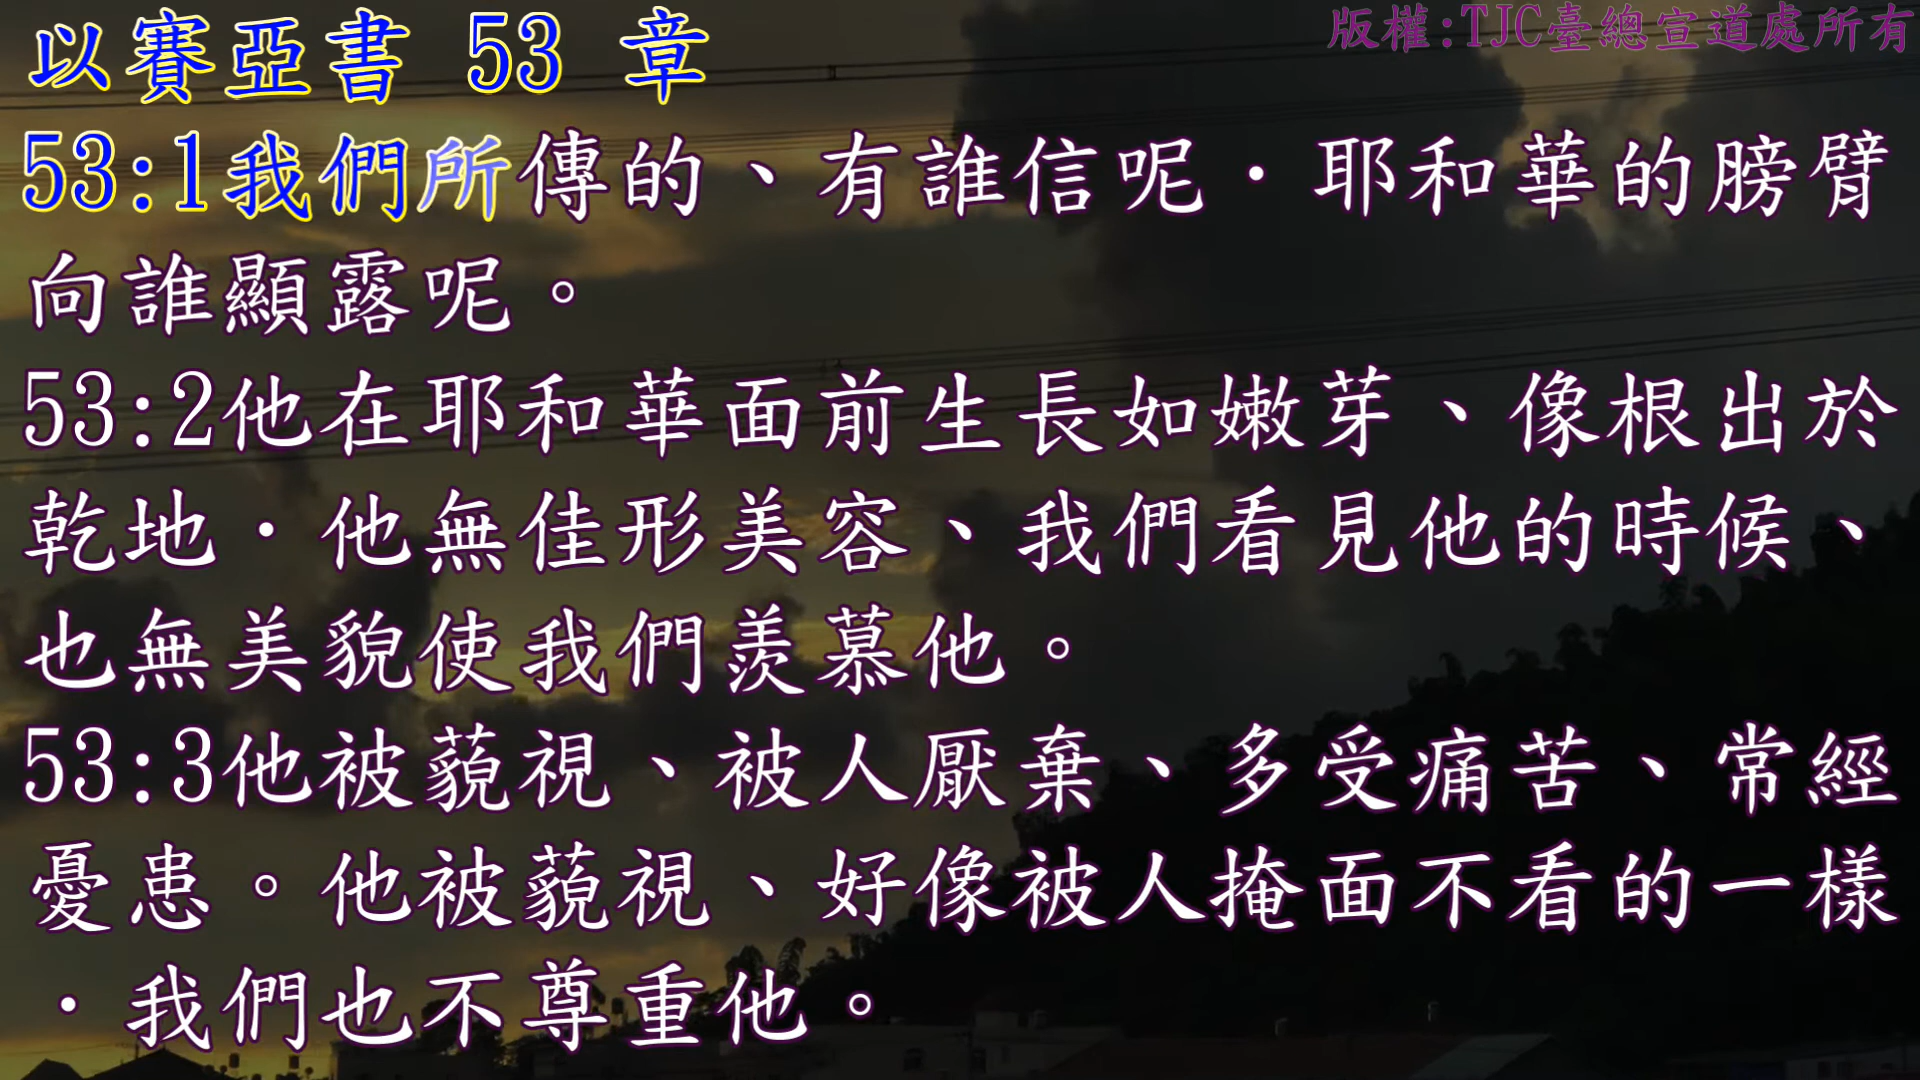 以賽亞書 53 章
版權:TJC臺總宣道處所有
53:1我們所傳的、有誰信呢．耶和華的膀臂
向誰顯露呢。
53:2他在耶和華面前生長如嫩芽、像根出於
乾地．他無佳形美容、我們看見他的時候、
也無美貌使我們羨慕他。
53:3他被藐視、被人厭棄、多受痛苦、常經
憂患。他被藐視、好像被人掩面不看的一樣
．我們也不尊重他。